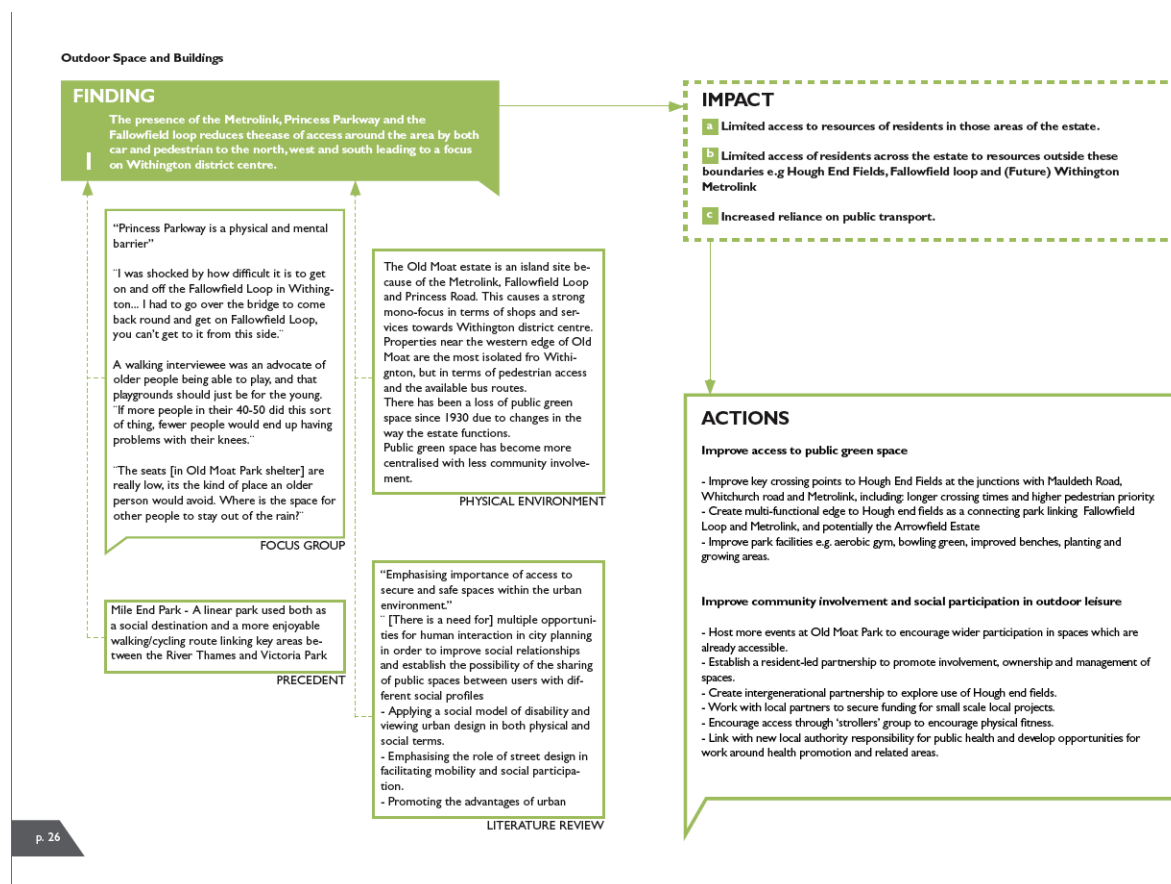 Outdoor Space and Buildings
FINDING
The presence of the Metrolink, Princess Parkway and the
Fallowfield loop reduces theease of access around the area by both
car and pedestrian to the north, west and south leading to a focus
on Withington district centre.
1
“Princess Parkway is a physical and mental
barrier”
¨I was shocked by how difficult it is to get
on and off the Fallowfield Loop in Withing-
ton... I had to go over the bridge to come
back round and get on Fallowfield Loop,
you can’t get to it from this side.¨
A walking interviewee was an advocate of
older people being able to play, and that
playgrounds should just be for the young.
¨If more people in their 40-50 did this sort
of thing, fewer people would end up having
problems with their knees.¨
¨The seats [in Old Moat Park shelter] are
really low, its the kind of place an older
person would avoid. Where is the space for
other people to stay out of the rain?¨
FOCUS GROUP
Mile End Park - A linear park used both as
a social destination and a more enjoyable
walking/cycling route linking key areas be-
tween the River Thames and Victoria Park
PRECEDENT
The Old Moat estate is an island site be-
cause of the Metrolink, Fallowfield Loop
and Princess Road. This causes a strong
mono-focus in terms of shops and ser-
vices towards Withington district centre.
Properties near the western edge of Old
Moat are the most isolated fro Withi-
gnton, but in terms of pedestrian access
and the available bus routes.
There has been a loss of public green
space since 1930 due to changes in the
way the estate functions.
Public green space has become more
centralised with less community involve-
ment.
PHYSICAL ENVIRONMENT
“Emphasising importance of access to
secure and safe spaces within the urban
environment.”
¨ [There is a need for] multiple opportuni-
ties for human interaction in city planning
in order to improve social relationships
and establish the possibility of the sharing
of public spaces between users with dif-
ferent social profiles
- Applying a social model of disability and
viewing urban design in both physical and
social terms.
- Emphasising the role of street design in
facilitating mobility and social participa-
tion.
- Promoting the advantages of urban
LITERATURE REVIEW
IMPACT
a Limited access to resources of residents in those areas of the estate.
b Limited access of residents across the estate to resources outside these
boundaries e.g Hough End Fields, Fallowfield loop and (Future) Withington
Metrolink
c Increased reliance on public transport.
ACTIONS
Improve access to public green space
- Improve key crossing points to Hough End Fields at the junctions with Mauldeth Road,
Whitchurch road and Metrolink, including: longer crossing times and higher pedestrian priority.
- Create multi-functional edge to Hough end fields as a connecting park linking Fallowfield
Loop and Metrolink, and potentially the Arrowfield Estate
- Improve park facilities e.g. aerobic gym, bowling green, improved benches, planting and
growing areas.
Improve community involvement and social participation in outdoor leisure
- Host more events at Old Moat Park to encourage wider participation in spaces which are
already accessible.
- Establish a resident-led partnership to promote involvement, ownership and management of
spaces.
- Create intergenerational partnership to explore use of Hough end fields.
- Work with local partners to secure funding for small scale local projects.
- Encourage access through ‘strollers’ group to encourage physical fitness.
- Link with new local authority responsibility for public health and develop opportunities for
work around health promotion and related areas.
p. 26